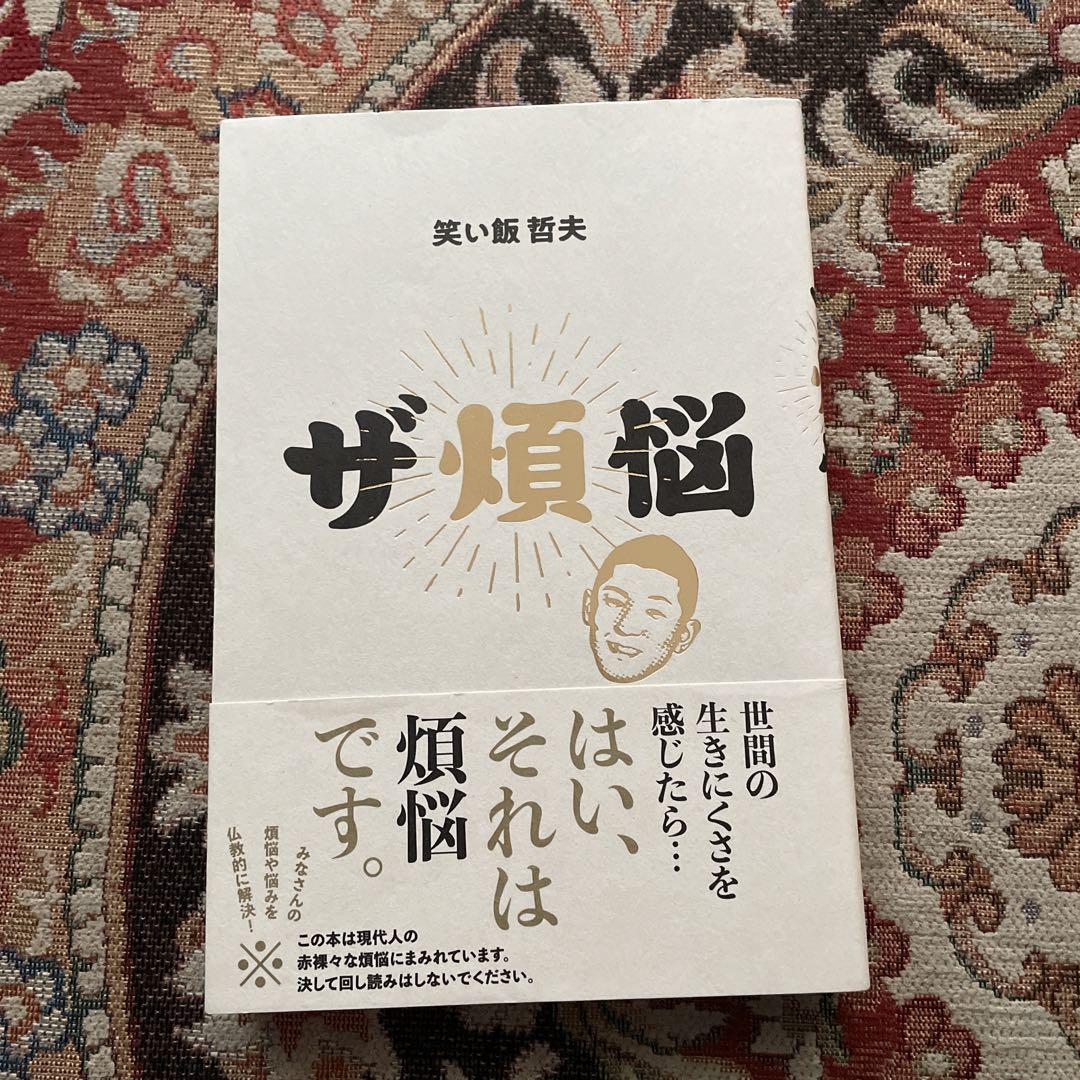 笑い飯 哲夫
ザ煩悩
世間の
生きにくさを
感じたら…
はい、
それは
煩悩
です。
みなさんの
煩悩や悩みを
仏教的に解決!
※
この本は現代人の
赤裸々な煩悩にまみれています。
決して回し読みはしないでください。